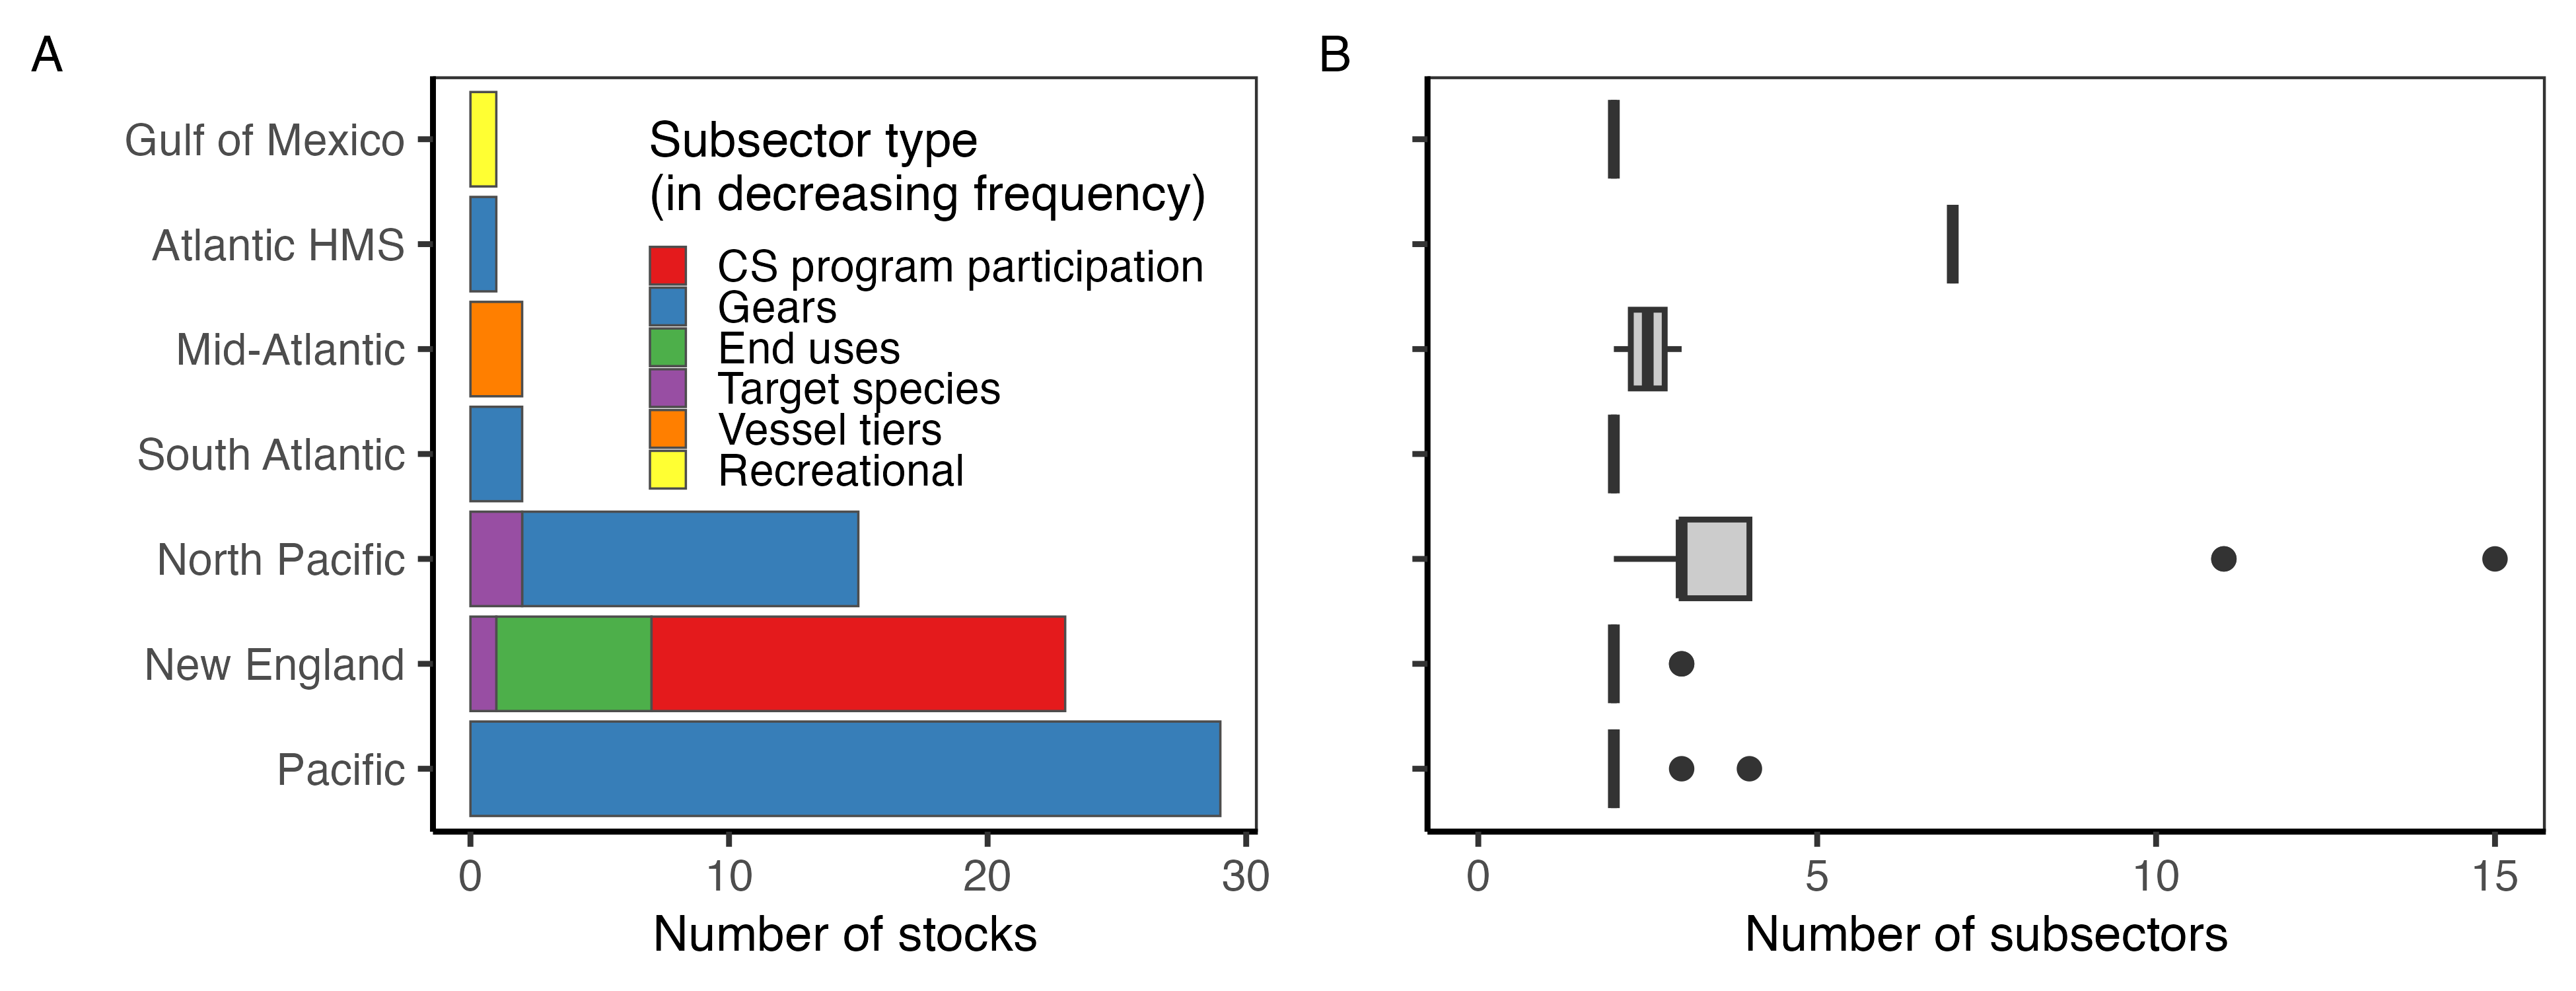 A
B
Gulf of Mexico
Atlantic HMS
Mid-Atlantic
South Atlantic
North Pacific
New England
Pacific
Subsector type
(in decreasing frequency)
CS program participation
Gears
End uses
Target species
Vessel tiers
Recreational
0 10 20 30
Number of stocks
0 5 10 15
Number of subsectors